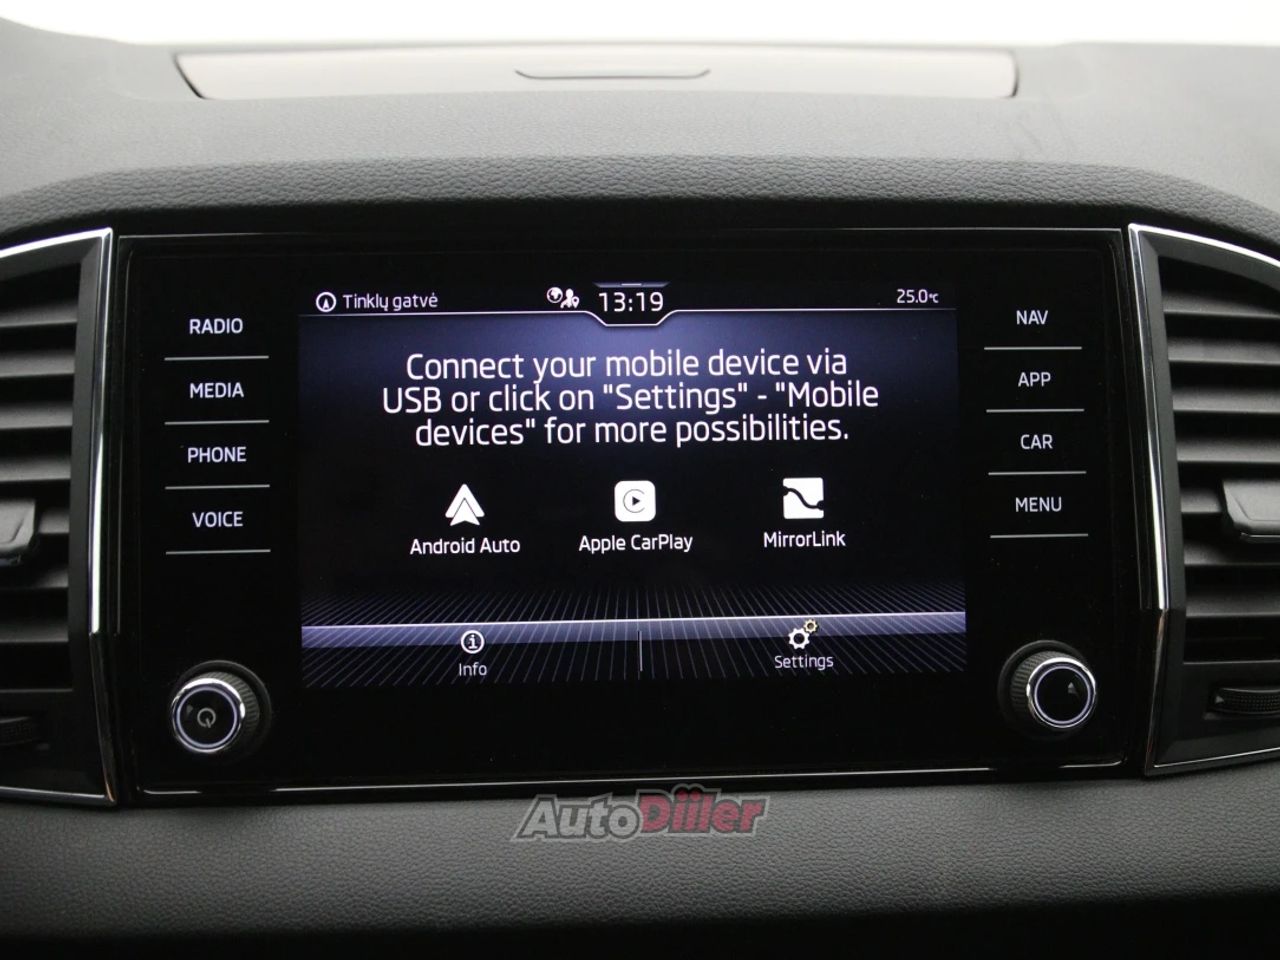 Tinklų gatvė
13:19
25.0°C
RADIO
MEDIA
PHONE
VOICE
Connect your mobile device via
USB or click on "Settings" - "Mobile
devices" for more possibilities.
Android Auto
Apple CarPlay
MirrorLink
Info
Settings
NAV
APP
CAR
MENU
AutoDiiler